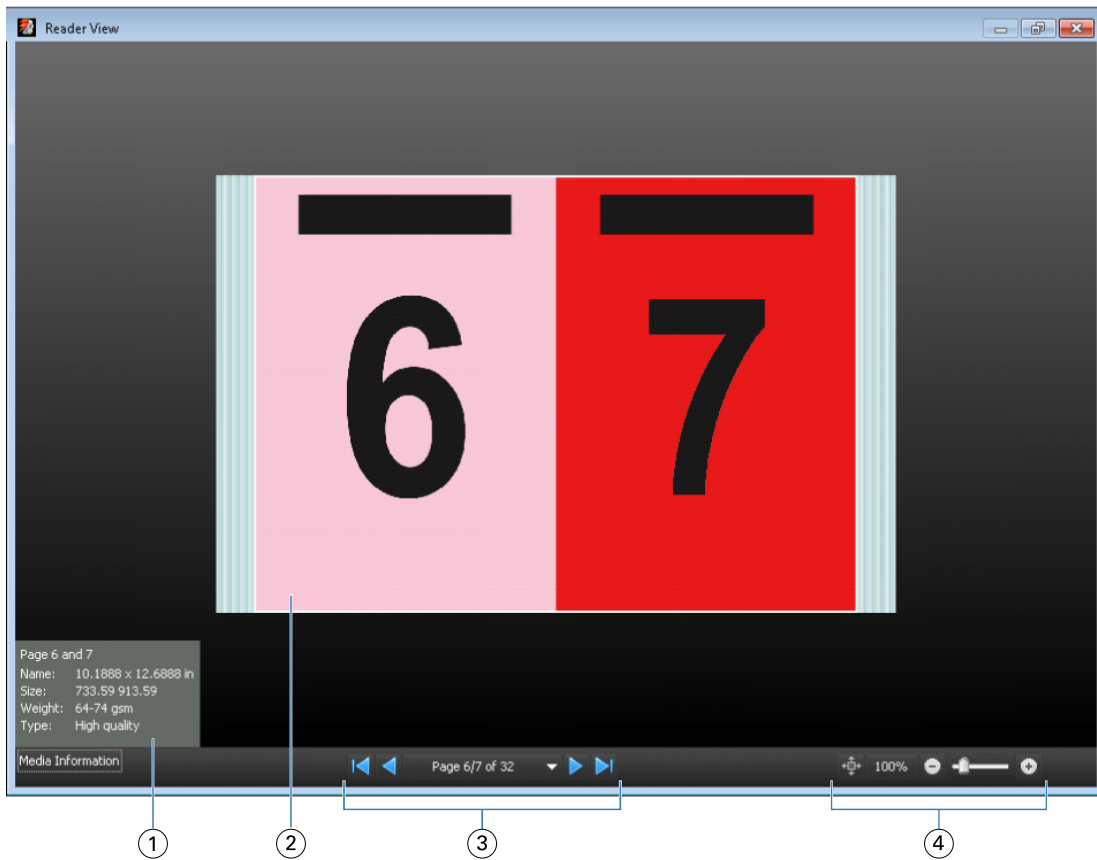 Reader View
6 7
Page 6 and 7
Name: 10.1888 x 12.6888 in
Size: 733.59 913.59
Weight: 64-74 gsm
Type: High quality
Media Information
Page 6/7 of 32
100%
1 2 3 4